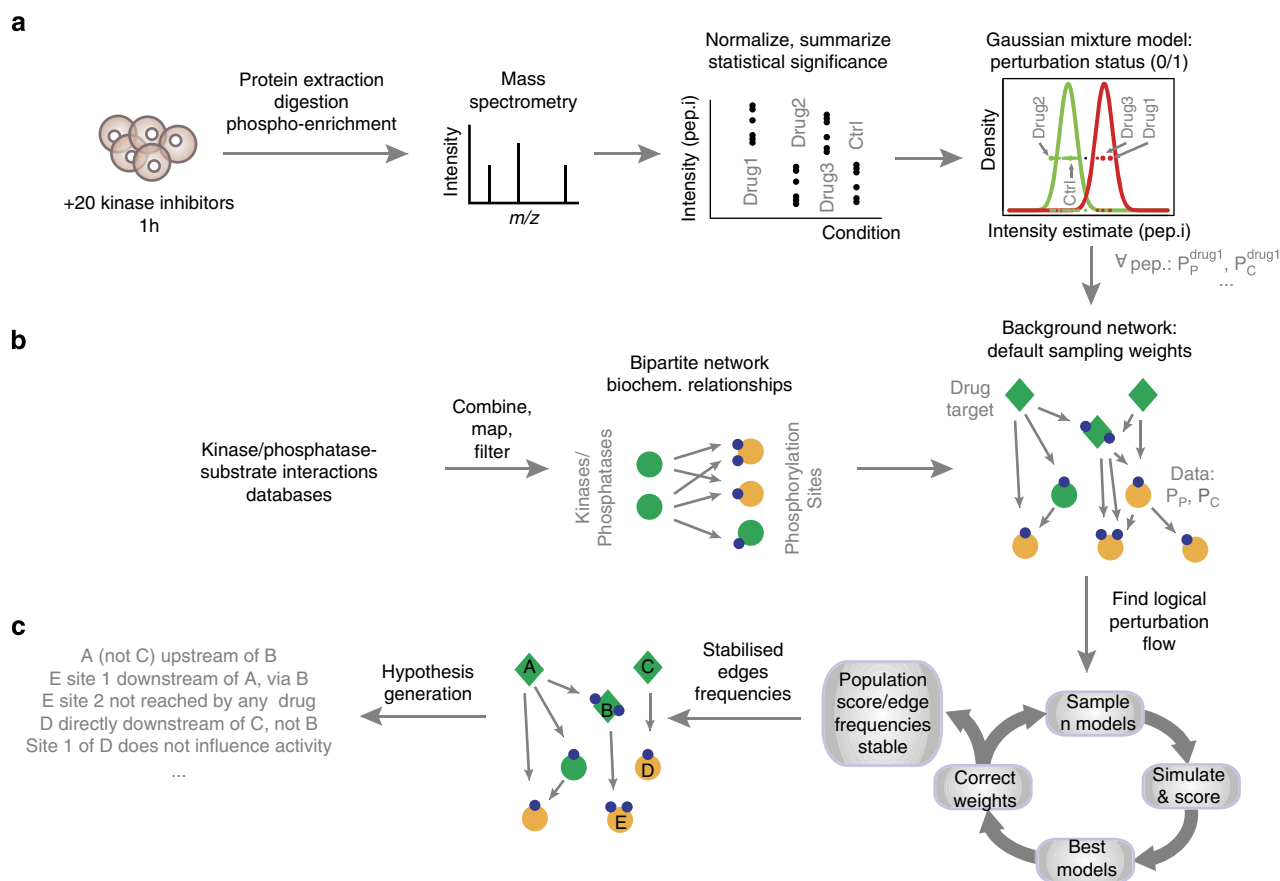 a
Protein extraction
digestion
phospho-enrichment
+20 kinase inhibitors
1h
Mass
spectrometry
Intensity
m/z
Normalize, summarize
statistical significance
Intensity (pep.i)
Drug1
Drug2
Drug3
Ctrl
Condition
Gaussian mixture model:
perturbation status (0/1)
Density
Drug2
Ctrl
Drug3
Drug1
Intensity estimate (pep.i)
∀ pep.: P_P^drug1, P_C^drug1
...
b
Kinase/phosphatase-
substrate interactions
databases
Combine,
map,
filter
Bipartite network
biochem. relationships
Kinases/
Phosphatases
Phosphorylation
Sites
Background network:
default sampling weights
Drug
target
Data:
P_P, P_C
Find logical
perturbation
flow
c
A (not C) upstream of B
E site 1 downstream of A, via B
E site 2 not reached by any drug
D directly downstream of C, not B
Site 1 of D does not influence activity
...
Hypothesis
generation
A
C
B
D
E
Stabilised
edges
frequencies
Population
score/edge
frequencies
stable
Sample
n models
Simulate
& score
Best
models
Correct
weights